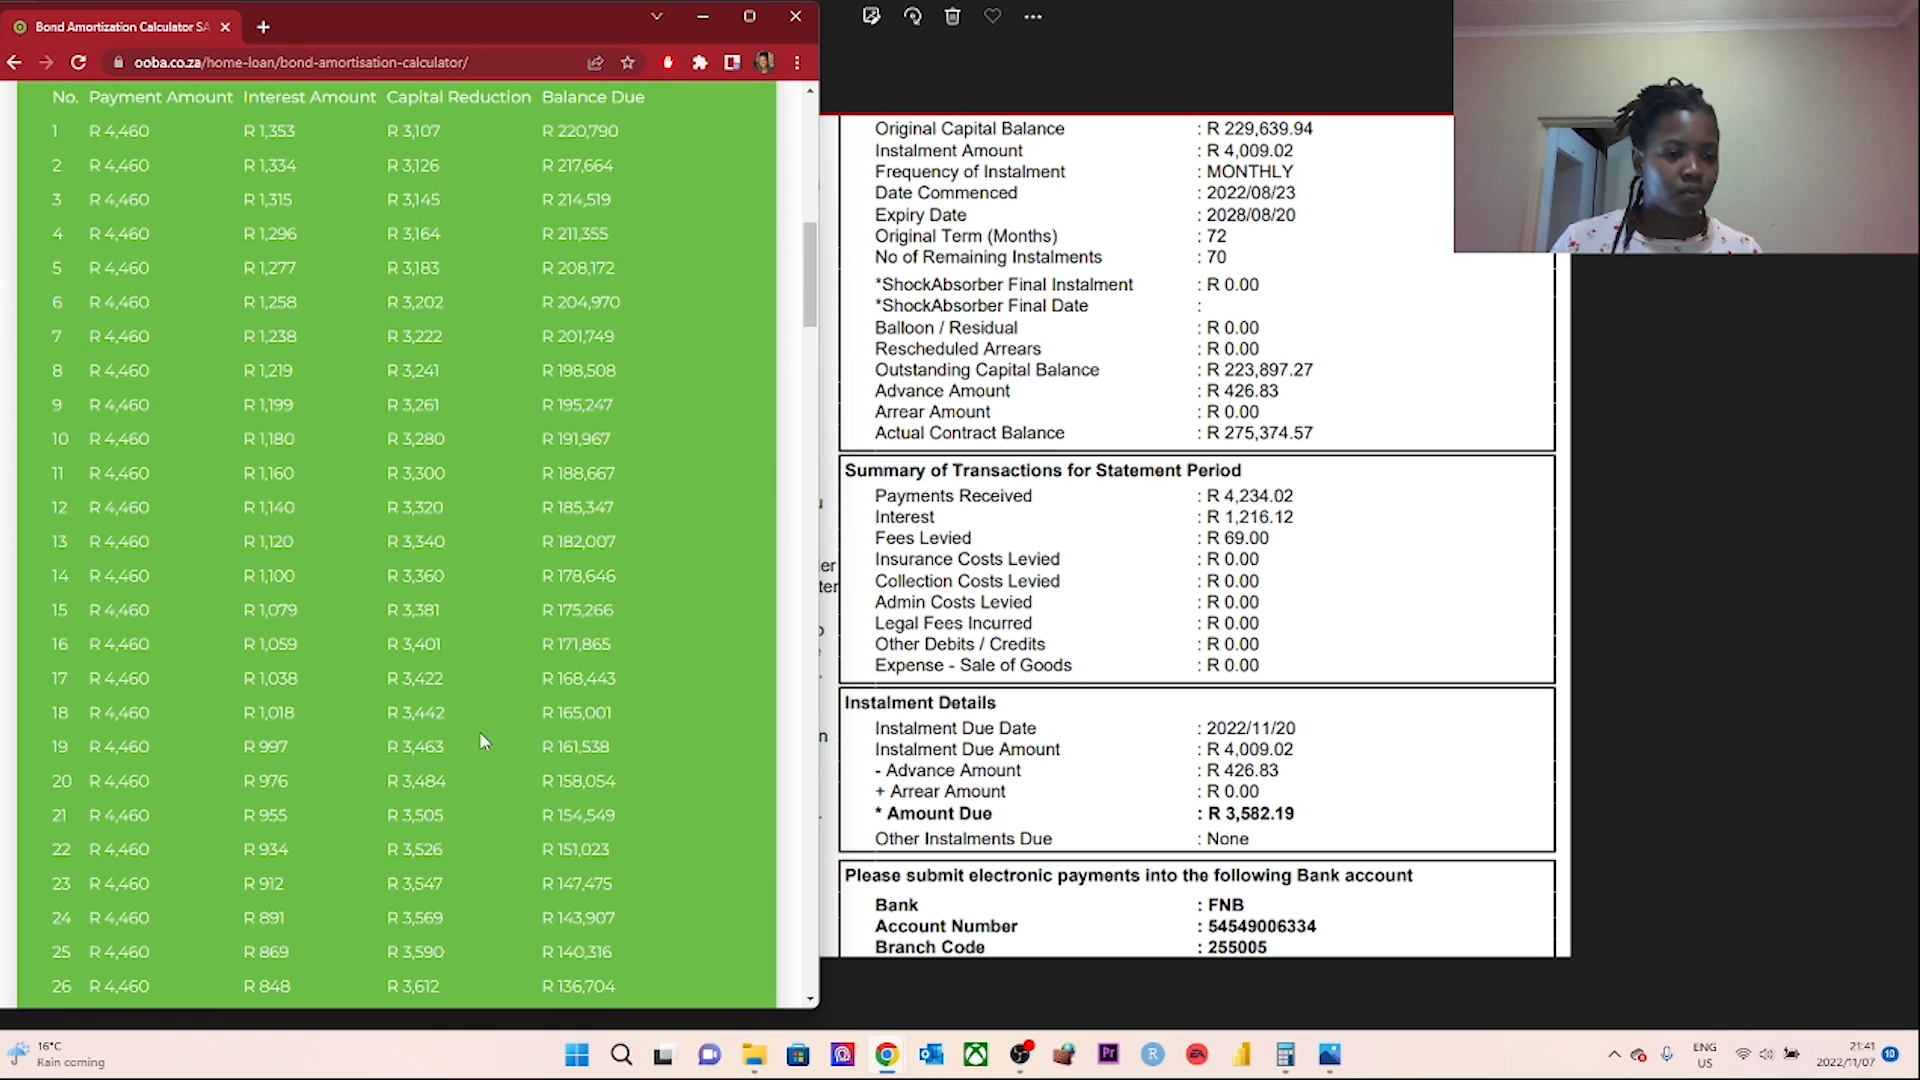 Bond Amortization Calculator SA
ooba.co.za/home-loan/bond-amortisation-calculator/
No. Payment Amount Interest Amount Capital Reduction Balance Due
1 R 4,460 R 1,353 R 3,107 R 220,790
2 R 4,460 R 1,334 R 3,126 R 217,664
3 R 4,460 R 1,315 R 3,145 R 214,519
4 R 4,460 R 1,296 R 3,164 R 211,355
5 R 4,460 R 1,277 R 3,183 R 208,172
6 R 4,460 R 1,258 R 3,202 R 204,970
7 R 4,460 R 1,238 R 3,222 R 201,749
8 R 4,460 R 1,219 R 3,241 R 198,508
9 R 4,460 R 1,199 R 3,261 R 195,247
10 R 4,460 R 1,180 R 3,280 R 191,967
11 R 4,460 R 1,160 R 3,300 R 188,667
12 R 4,460 R 1,140 R 3,320 R 185,347
13 R 4,460 R 1,120 R 3,340 R 182,007
14 R 4,460 R 1,100 R 3,360 R 178,646
15 R 4,460 R 1,079 R 3,381 R 175,266
16 R 4,460 R 1,059 R 3,401 R 171,865
17 R 4,460 R 1,038 R 3,422 R 168,443
18 R 4,460 R 1,018 R 3,442 R 165,001
19 R 4,460 R 997 R 3,463 R 161,538
20 R 4,460 R 976 R 3,484 R 158,054
21 R 4,460 R 955 R 3,505 R 154,549
22 R 4,460 R 934 R 3,526 R 151,023
23 R 4,460 R 912 R 3,547 R 147,475
24 R 4,460 R 891 R 3,569 R 143,907
25 R 4,460 R 869 R 3,590 R 140,316
26 R 4,460 R 848 R 3,612 R 136,704
Original Capital Balance : R 229,639.94
Instalment Amount : R 4,009.02
Frequency of Instalment : MONTHLY
Date Commenced : 2022/08/23
Expiry Date : 2028/08/20
Original Term (Months) : 72
No of Remaining Instalments : 70
*ShockAbsorber Final Instalment : R 0.00
*ShockAbsorber Final Date :
Balloon / Residual : R 0.00
Rescheduled Arrears : R 0.00
Outstanding Capital Balance : R 223,897.27
Advance Amount : R 426.83
Arrear Amount : R 0.00
Actual Contract Balance : R 275,374.57
Summary of Transactions for Statement Period
Payments Received : R 4,234.02
Interest : R 1,216.12
Fees Levied : R 69.00
Insurance Costs Levied : R 0.00
Collection Costs Levied : R 0.00
Admin Costs Levied : R 0.00
Legal Fees Incurred : R 0.00
Other Debits / Credits : R 0.00
Expense - Sale of Goods : R 0.00
Instalment Details
Instalment Due Date : 2022/11/20
Instalment Due Amount : R 4,009.02
- Advance Amount : R 426.83
+ Arrear Amount : R 0.00
* Amount Due : R 3,582.19
Other Instalments Due : None
Please submit electronic payments into the following Bank account
Bank : FNB
Account Number : 54549006334
Branch Code : 255005
16°C
Rain coming
Pr
R
EA
ENG
US
21:41
2022/11/07
10